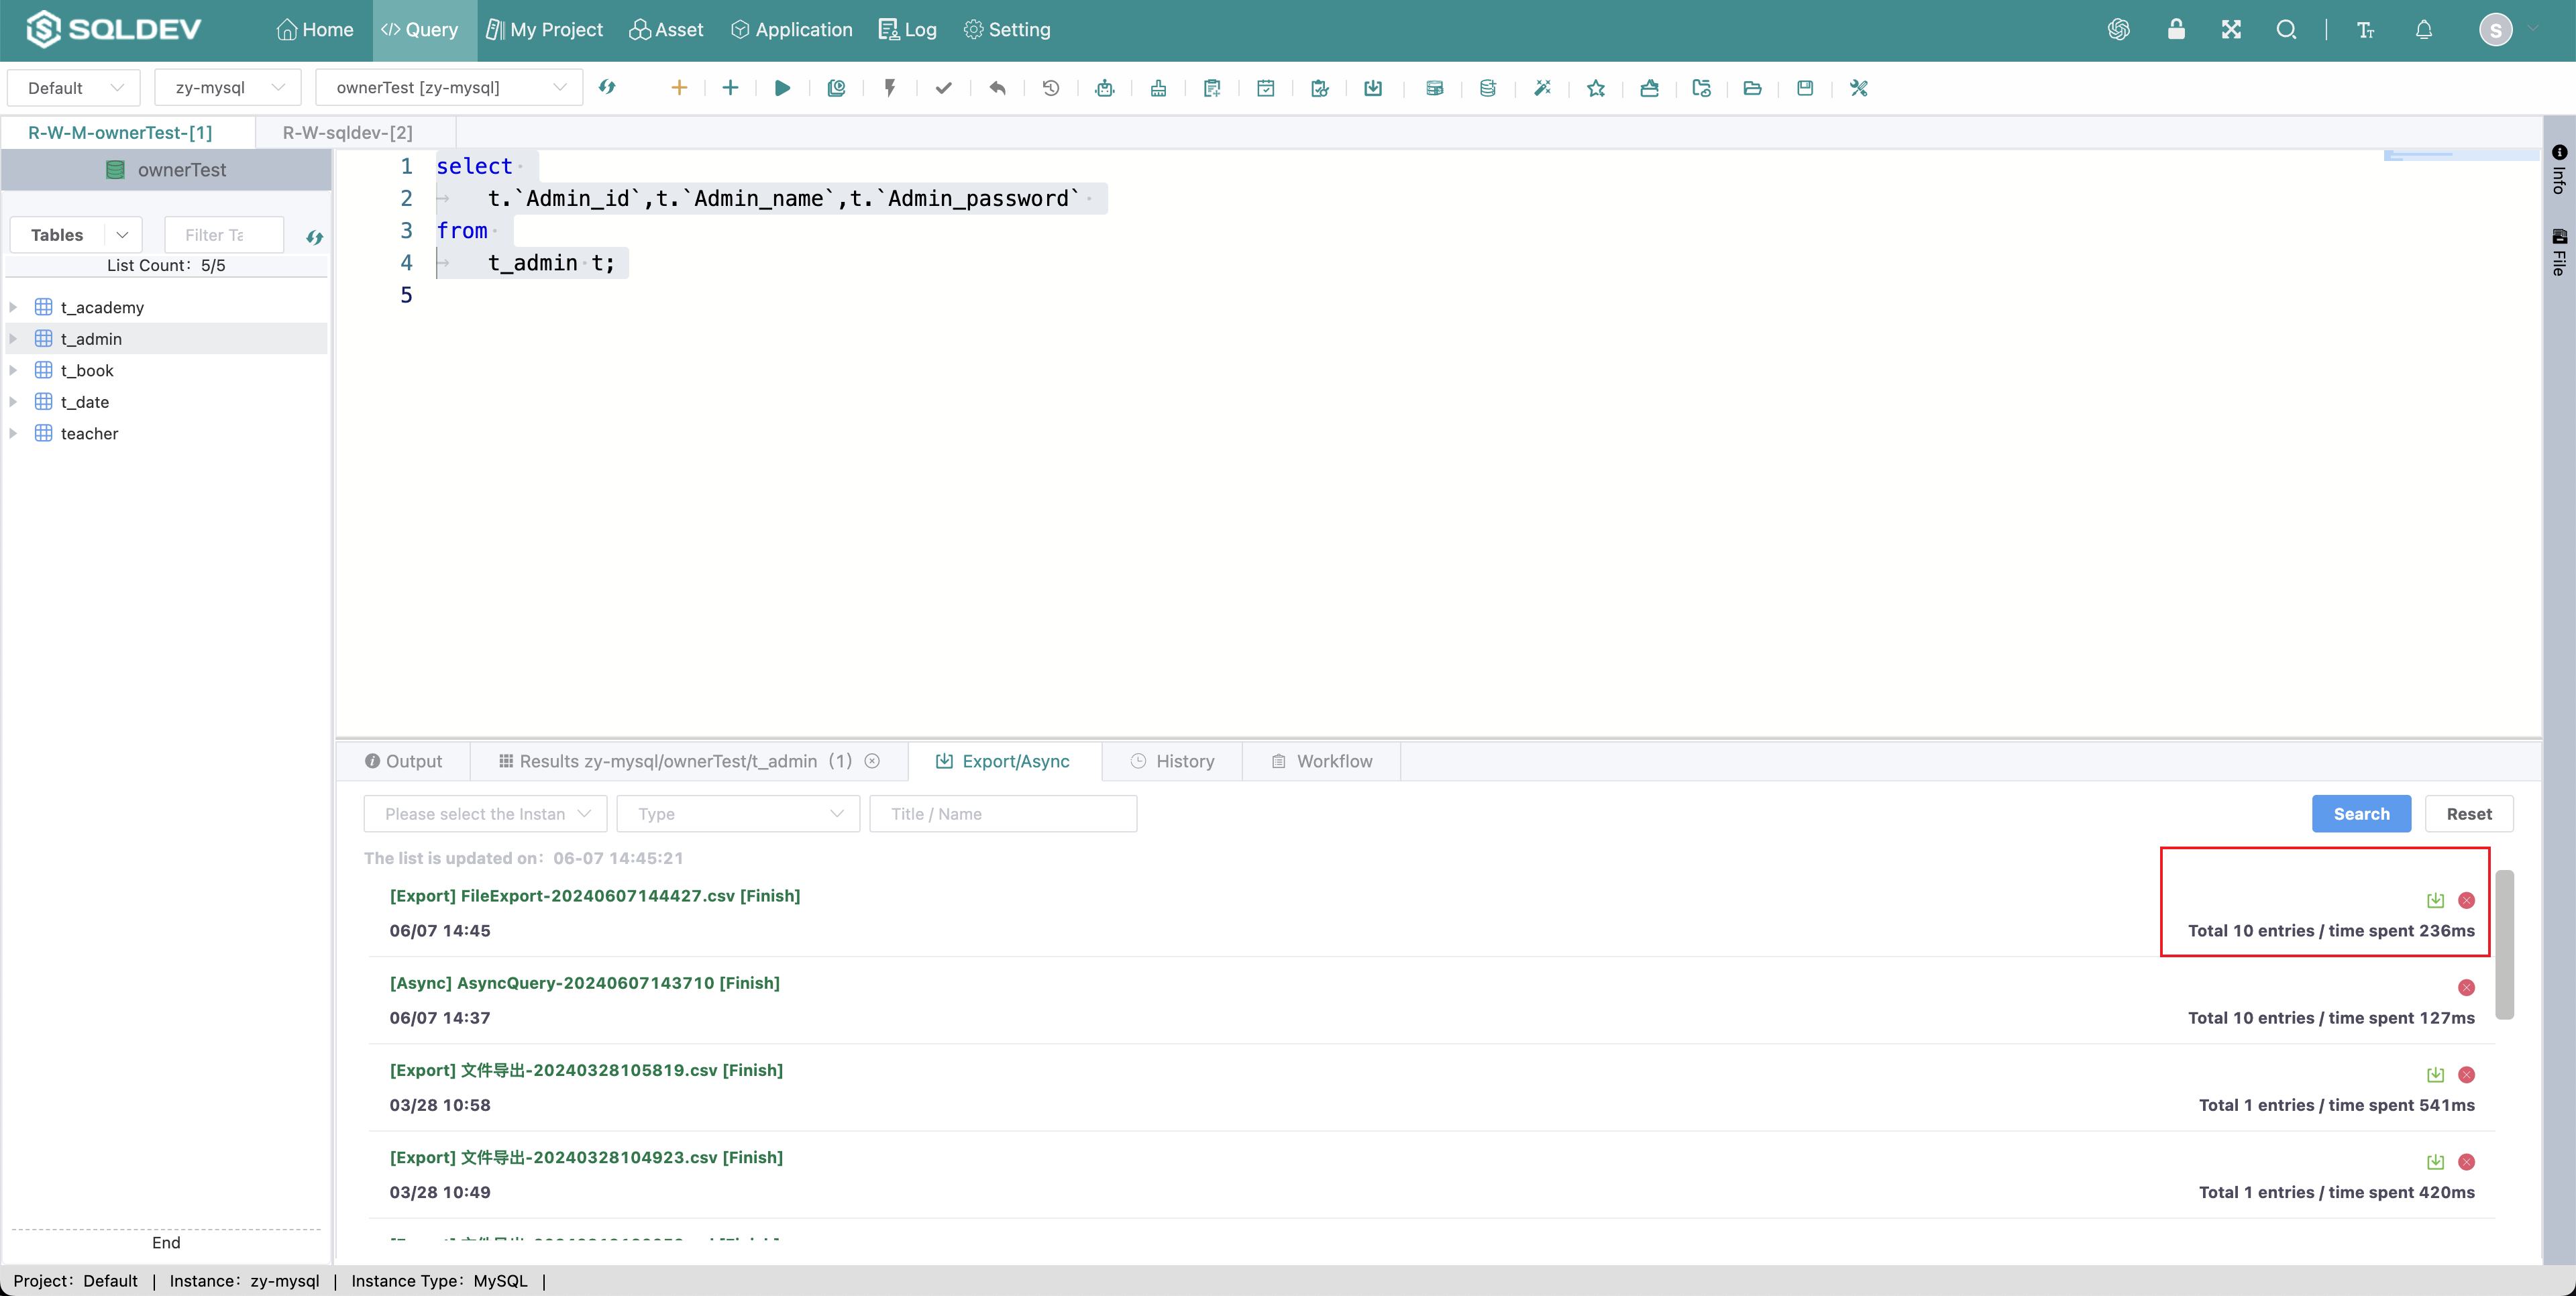 SQLDEV Home Query My Project Asset Application Log Setting S
Default zy-mysql ownerTest [zy-mysql]
R-W-M-ownerTest-[1] R-W-sqldev-[2]
ownerTest
Tables Filter Ta
List Count: 5/5
t_academy
t_admin
t_book
t_date
teacher
End
1 select
2 t.`Admin_id`,t.`Admin_name`,t.`Admin_password`
3 from
4 t_admin t;
5
Info
File
Output Results zy-mysql/ownerTest/t_admin (1) Export/Async History Workflow
Please select the Instan Type Title / Name Search Reset
The list is updated on: 06-07 14:45:21
[Export] FileExport-20240607144427.csv [Finish]
06/07 14:45 Total 10 entries / time spent 236ms
[Async] AsyncQuery-20240607143710 [Finish]
06/07 14:37 Total 10 entries / time spent 127ms
[Export] 文件导出-20240328105819.csv [Finish]
03/28 10:58 Total 1 entries / time spent 541ms
[Export] 文件导出-20240328104923.csv [Finish]
03/28 10:49 Total 1 entries / time spent 420ms
Project: Default | Instance: zy-mysql | Instance Type: MySQL |